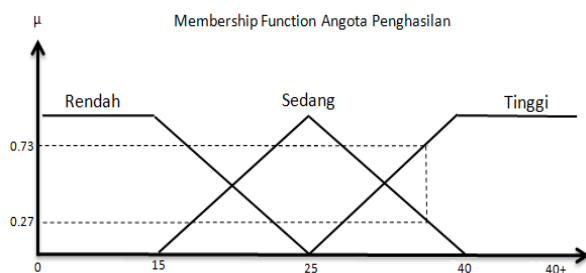 μ
Membership Function Angota Penghasilan
Rendah
Sedang
Tinggi
0.73
0.27
0
15
25
40
40+